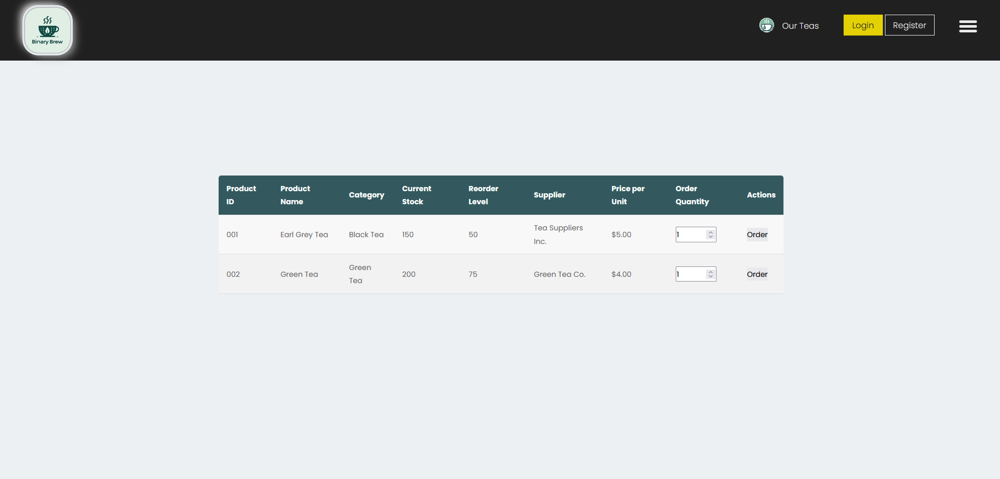 Binary Brew
Our Teas
Login
Register
Product ID
Product Name
Category
Current Stock
Reorder Level
Supplier
Price per Unit
Order Quantity
Actions
001
Earl Grey Tea
Black Tea
150
50
Tea Suppliers Inc.
$5.00
1
Order
002
Green Tea
Green Tea
200
75
Green Tea Co.
$4.00
1
Order